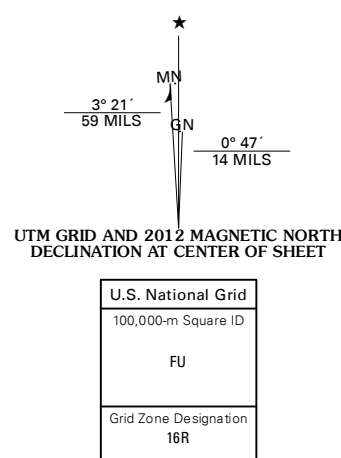 ★
MN
3° 21´
59 MILS
GN
0° 47´
14 MILS
UTM GRID AND 2012 MAGNETIC NORTH
DECLINATION AT CENTER OF SHEET
U.S. National Grid
100,000-m Square ID
FU
Grid Zone Designation
16R